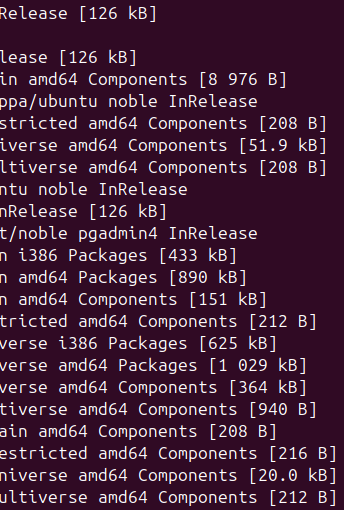 Release [126 kB]
lease [126 kB]
in amd64 Components [8 976 B]
ppa/ubuntu noble InRelease
stricted amd64 Components [208 B]
iverse amd64 Components [51.9 kB]
ltiverse amd64 Components [208 B]
ntu noble InRelease
nRelease [126 kB]
t/noble pgadmin4 InRelease
n i386 Packages [433 kB]
n amd64 Packages [890 kB]
n amd64 Components [151 kB]
tricted amd64 Components [212 B]
verse i386 Packages [625 kB]
verse amd64 Packages [1 029 kB]
verse amd64 Components [364 kB]
tiverse amd64 Components [940 B]
ain amd64 Components [208 B]
estricted amd64 Components [216 B]
niverse amd64 Components [20.0 kB]
ultiverse amd64 Components [212 B]